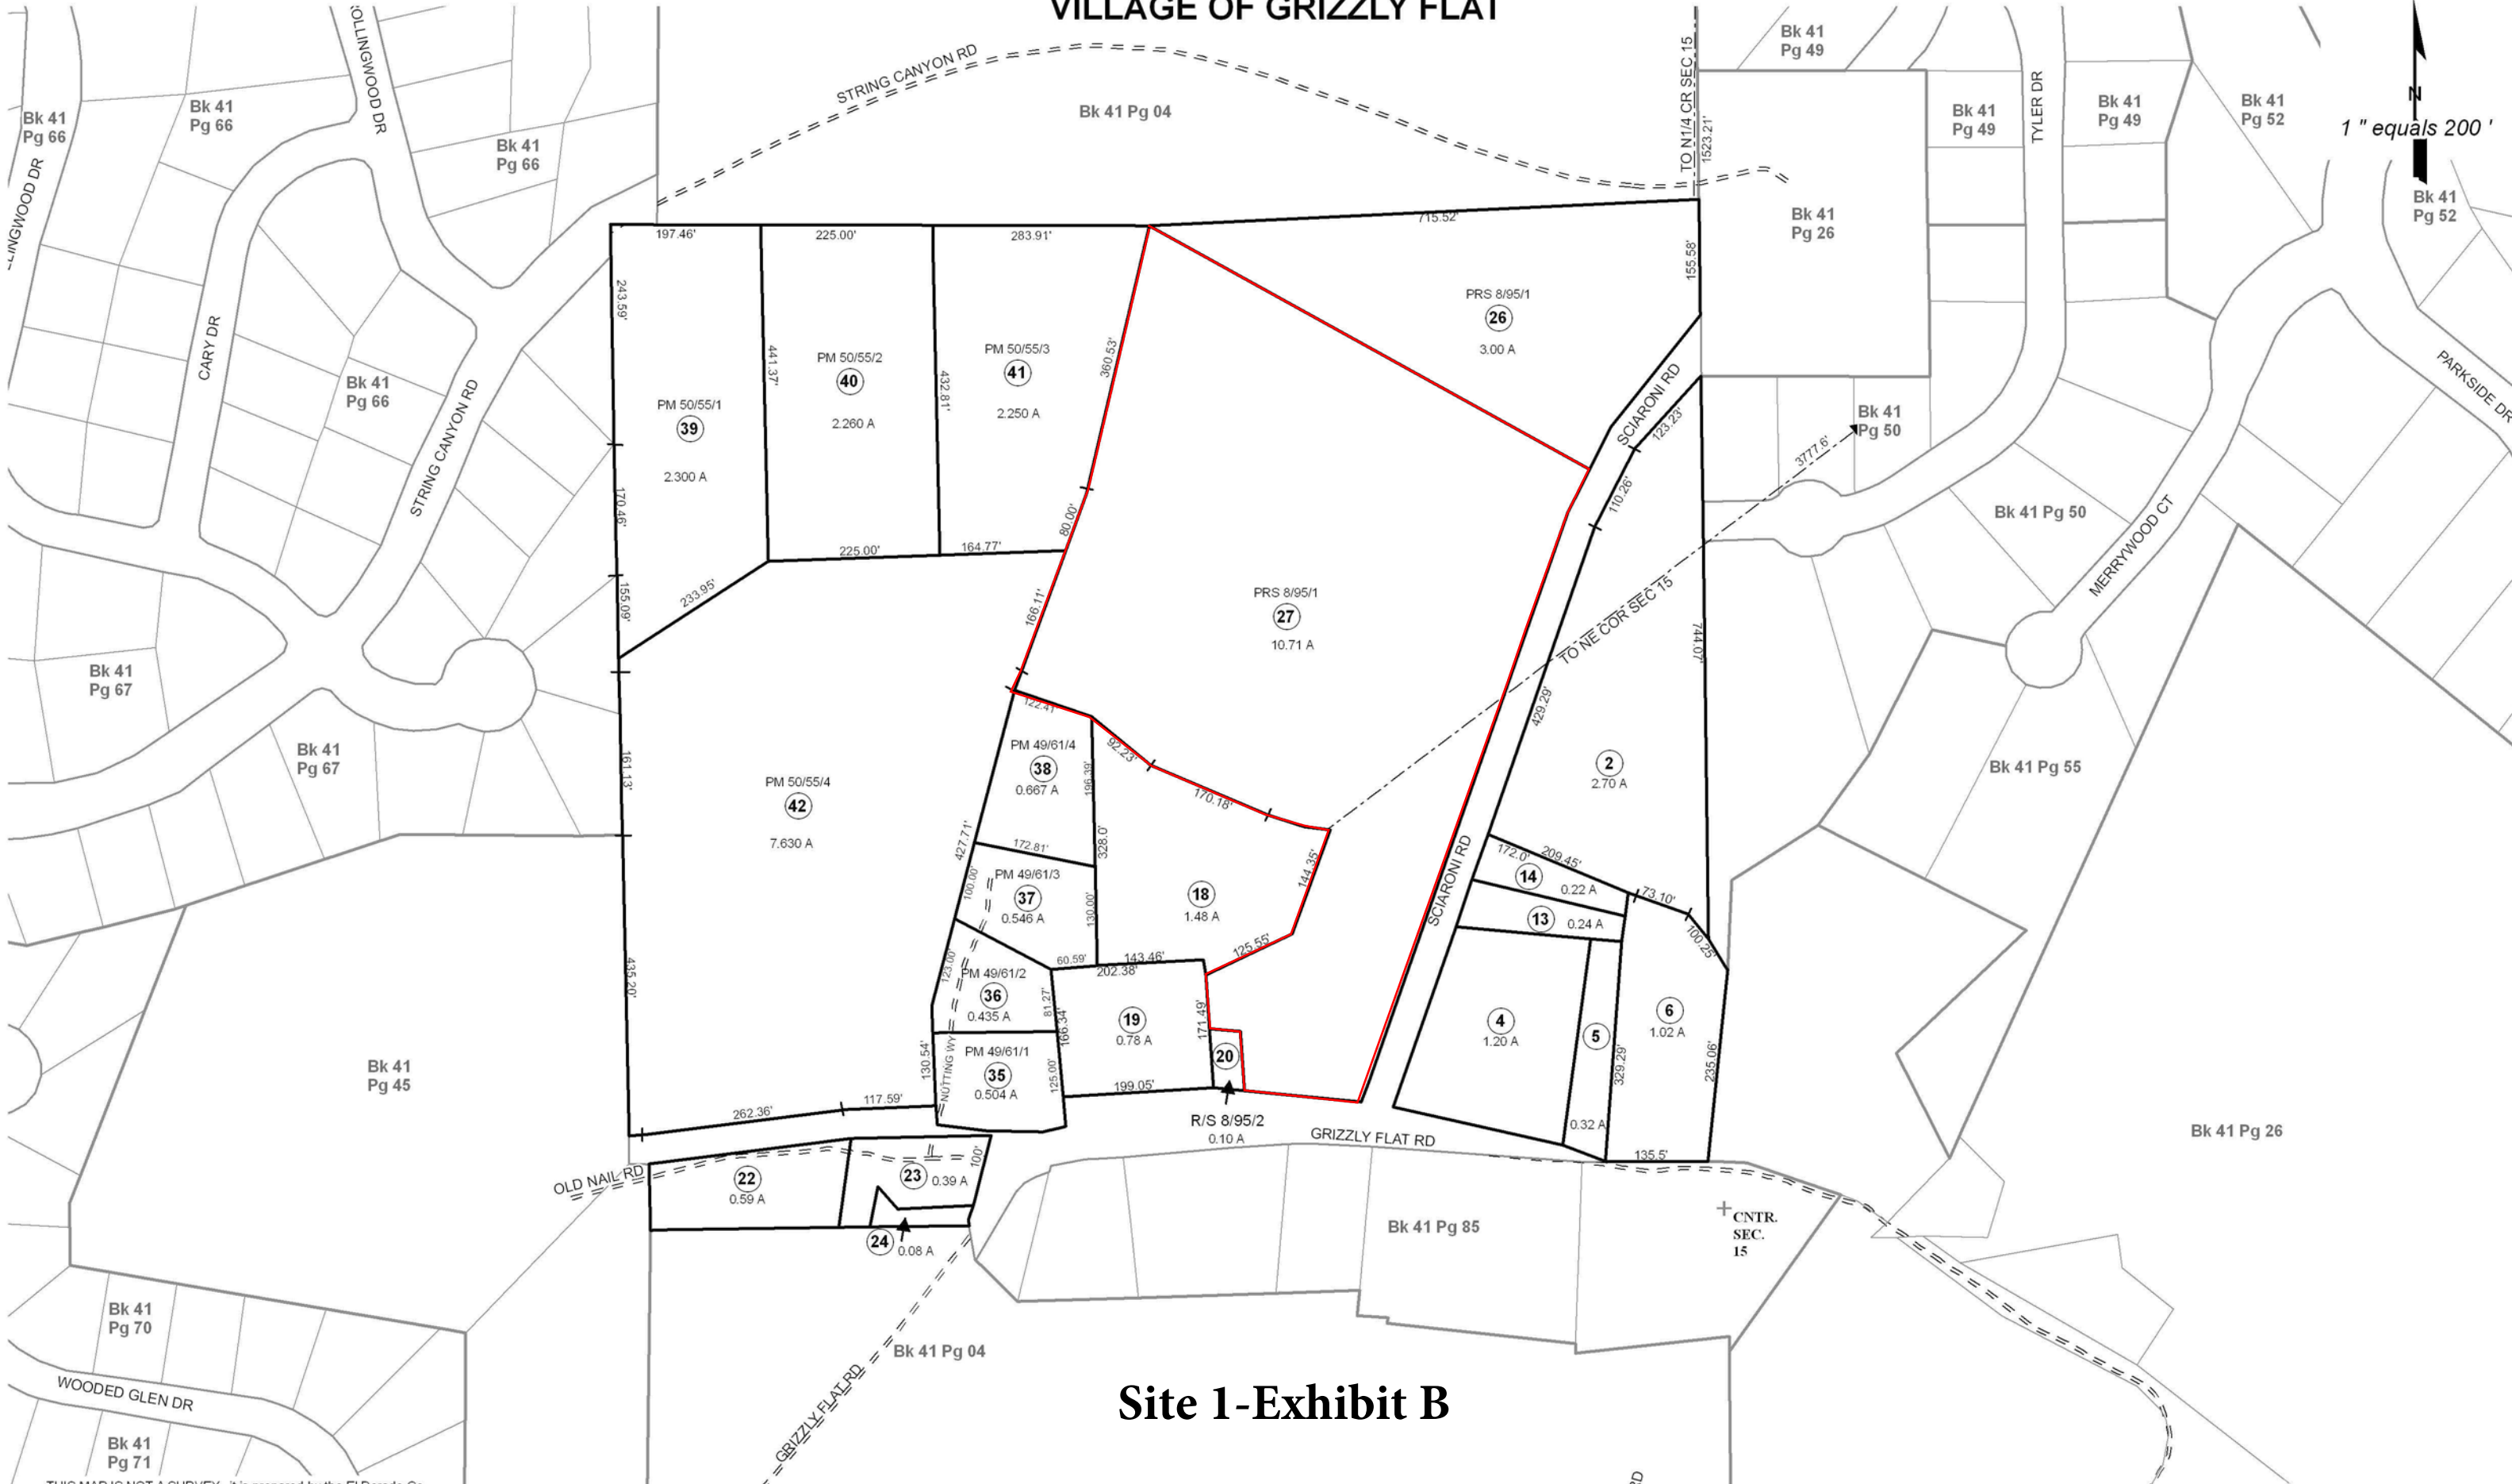 VILLAGE OF GRIZZLY FLAT
STRING CANYON RD
Bk 41 Pg 04
TO N1/4 CR SEC 15
1523.21'
Bk 41
Pg 49
Bk 41
Pg 49
TYLER DR
Bk 41
Pg 49
Bk 41
Pg 52
N
1 " equals 200 '
Bk 41
Pg 52
Bk 41
Pg 66
Bk 41
Pg 66
OLLINGWOOD DR
Bk 41
Pg 66
LLINGWOOD DR
CARY DR
Bk 41
Pg 66
STRING CANYON RD
197.46'
225.00'
283.91'
715.52'
155.58'
Bk 41
Pg 26
243.59'
441.37'
432.81'
360.53'
PRS 8/95/1
26
3.00 A
PM 50/55/1
39
2.300 A
PM 50/55/2
40
2.260 A
PM 50/55/3
41
2.250 A
SCIARONI RD
123.23'
110.26'
3777.6'
Bk 41
Pg 50
PARKSIDE DR
Bk 41 Pg 50
MERRYWOOD CT
170.46'
155.09'
233.95'
225.00'
164.77'
80.00'
166.11'
PRS 8/95/1
27
10.71 A
TO NE COR SEC 15
744.07'
429.29'
Bk 41
Pg 67
Bk 41
Pg 67
161.13'
PM 50/55/4
42
7.630 A
427.71'
122.41'
92.23'
170.18'
144.35'
125.55'
PM 49/61/4
38
0.667 A
196.39'
328.0'
172.81'
100.00'
PM 49/61/3
37
0.546 A
130.00'
18
1.48 A
2
2.70 A
Bk 41 Pg 55
SCIARONI RD
172.0'
209.45'
14
0.22 A
73.10'
13
0.24 A
100.25'
435.20'
123.00'
60.59'
143.46'
202.38'
PM 49/61/2
36
0.435 A
81.27'
166.34'
19
0.78 A
171.49'
20
4
1.20 A
5
0.32 A
329.29'
6
1.02 A
235.06'
Bk 41
Pg 45
130.54'
NUTTING WY
PM 49/61/1
35
0.504 A
125.00'
199.05'
262.36'
117.59'
R/S 8/95/2
0.10 A
GRIZZLY FLAT RD
135.5'
Bk 41 Pg 26
OLD NAIL RD
22
0.59 A
23
0.39 A
100'
24
0.08 A
Bk 41 Pg 85
CNTR.
SEC.
15
Bk 41
Pg 70
WOODED GLEN DR
Bk 41
Pg 71
Bk 41 Pg 04
GRIZZLY FLAT RD
Site 1-Exhibit B
RD